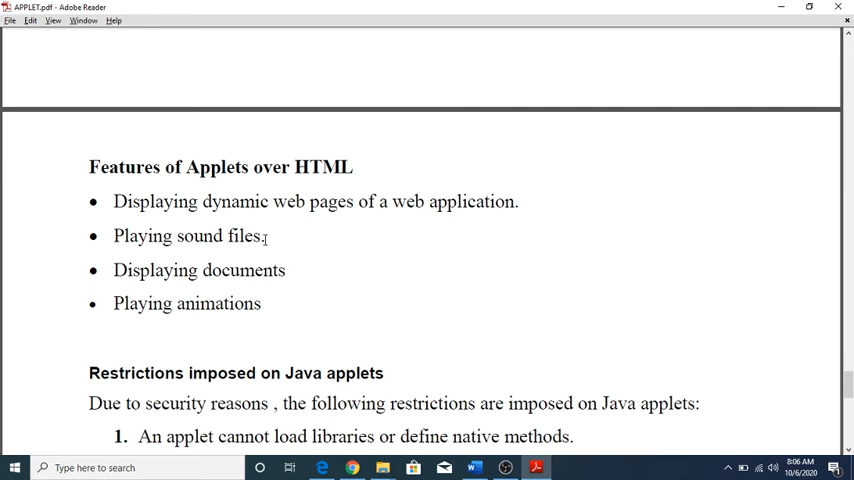 APPLET.pdf - Adobe Reader
File Edit View Window Help
Features of Applets over HTML
• Displaying dynamic web pages of a web application.
• Playing sound files.
• Displaying documents
• Playing animations
Restrictions imposed on Java applets
Due to security reasons , the following restrictions are imposed on Java applets:
1. An applet cannot load libraries or define native methods.
Type here to search
8:06 AM
10/6/2020